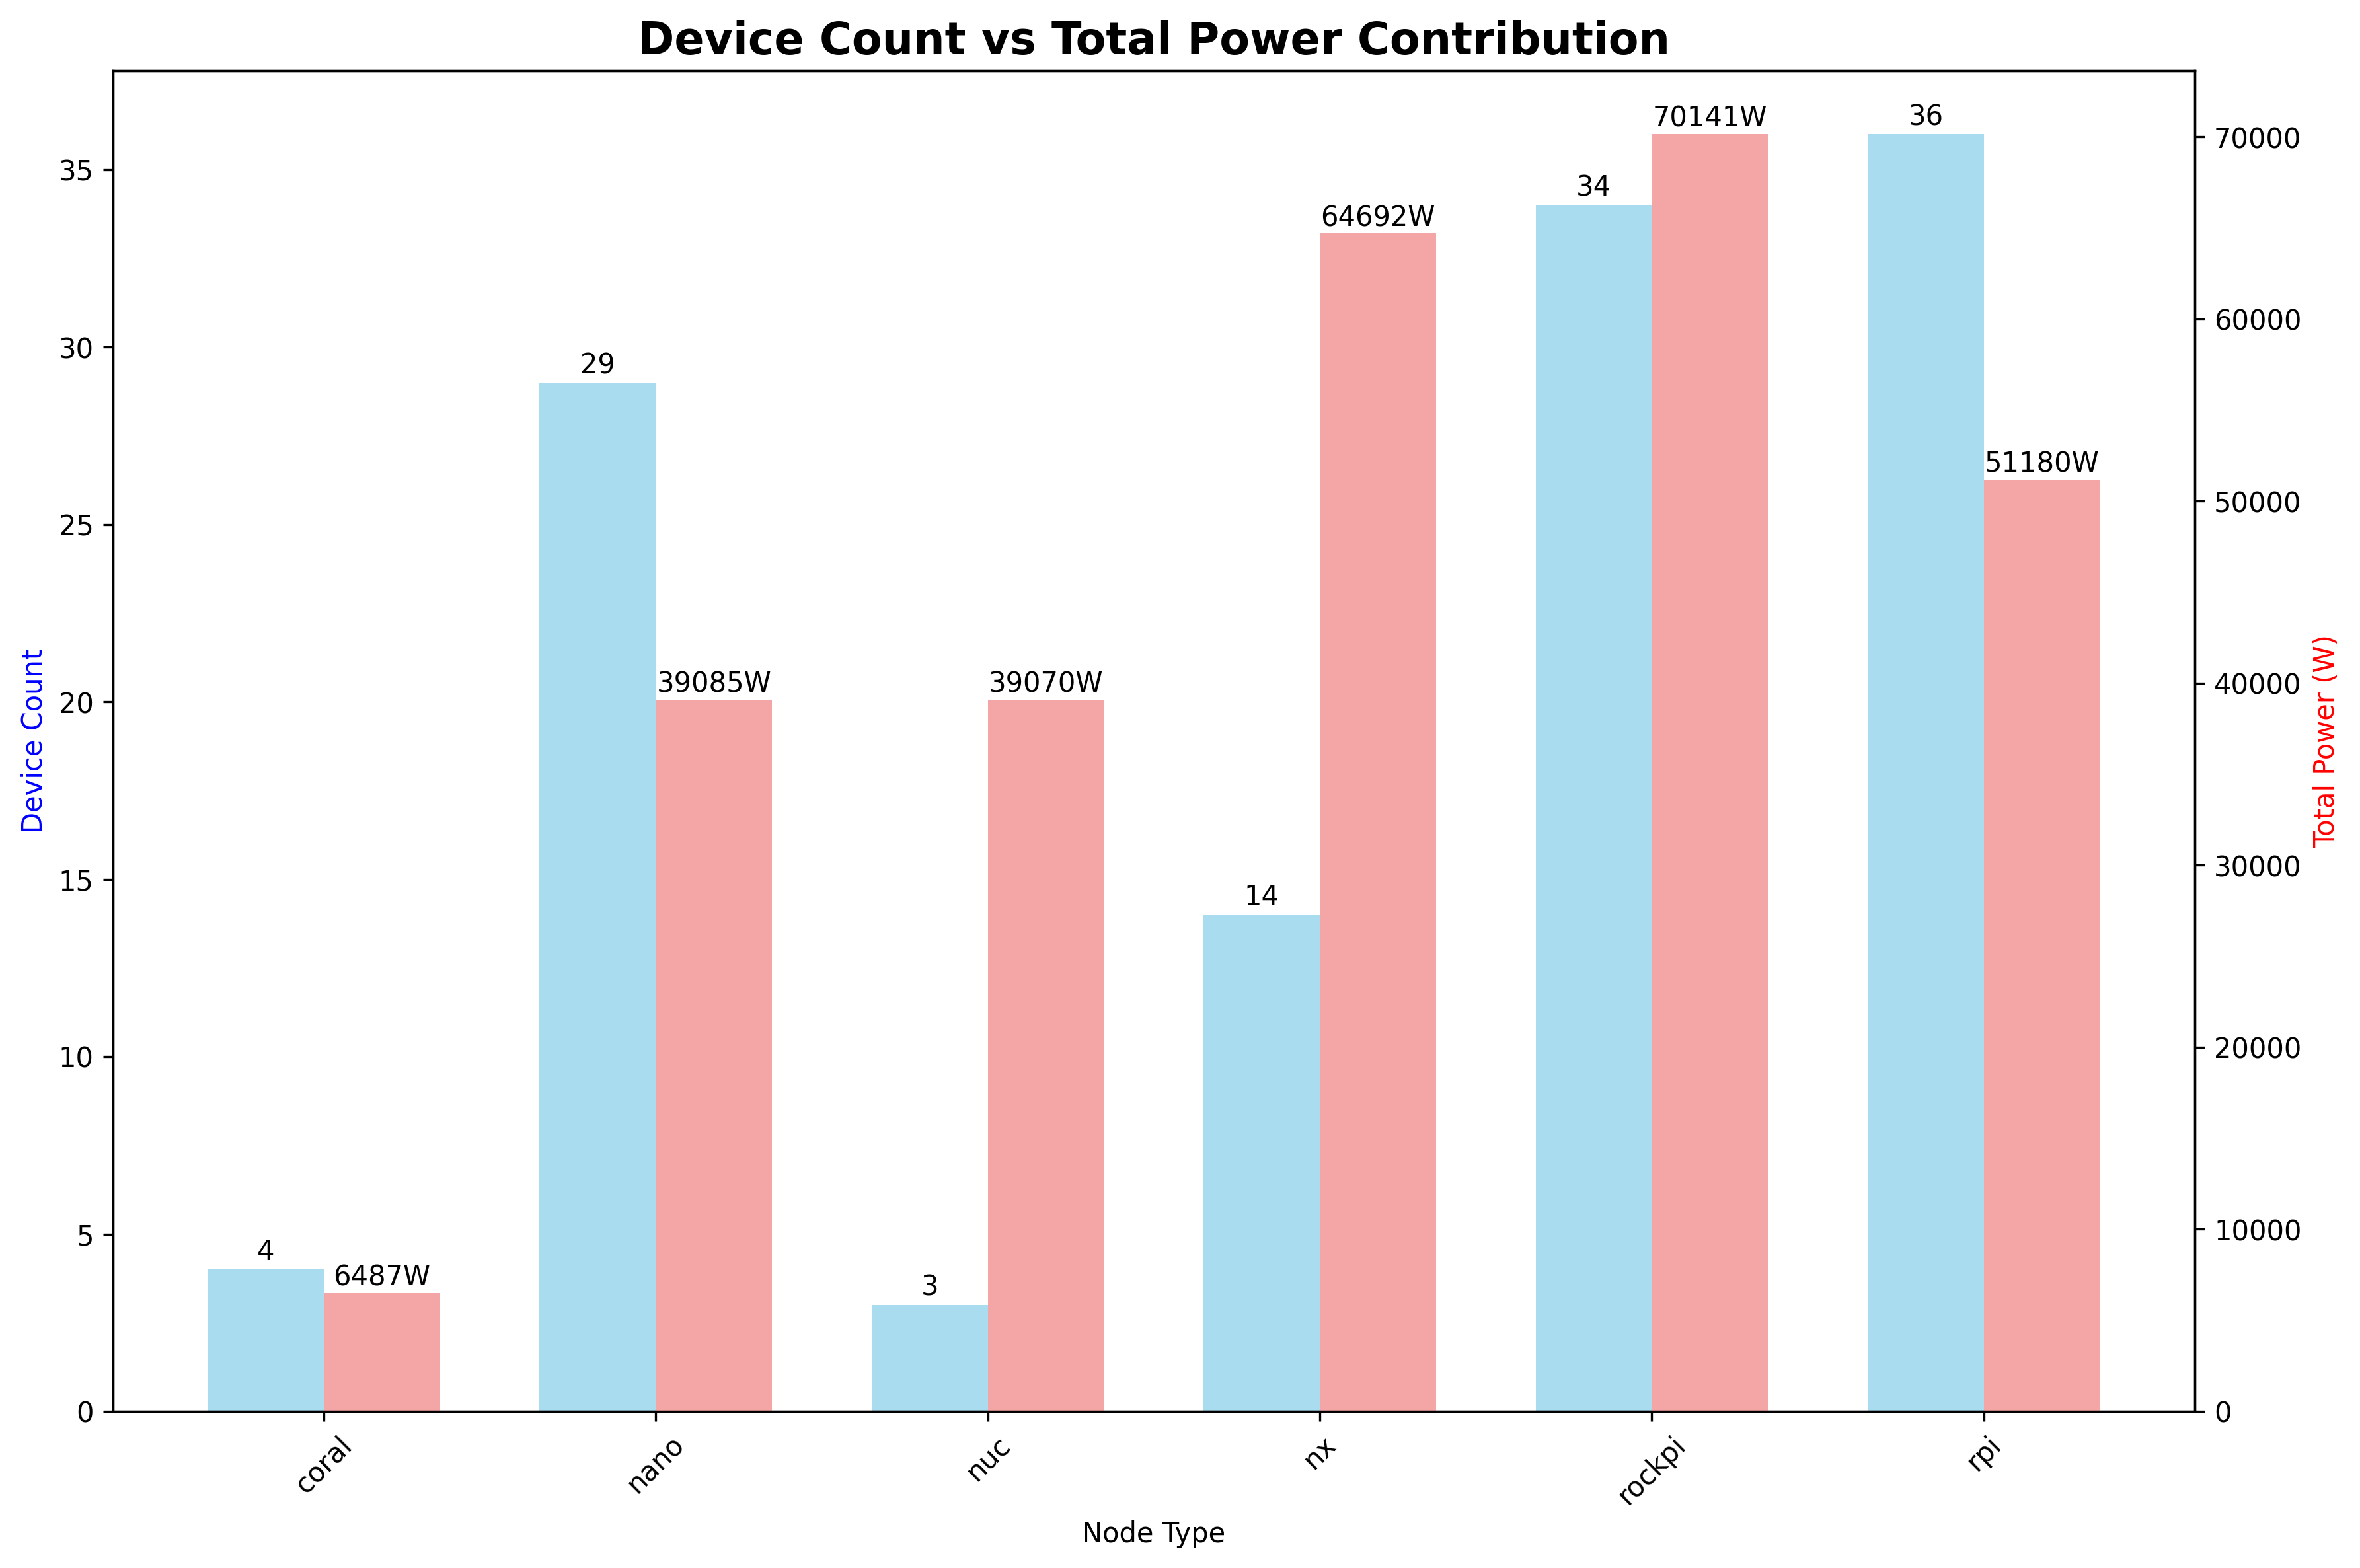 Device Count vs Total Power Contribution
Device Count
35
30
25
20
15
10
5
0
4
6487W
29
39085W
3
39070W
14
64692W
34
70141W
36
51180W
70000
60000
50000
40000
30000
20000
10000
0
Total Power (W)
coral
nano
nuc
nx
rockpi
rpi
Node Type